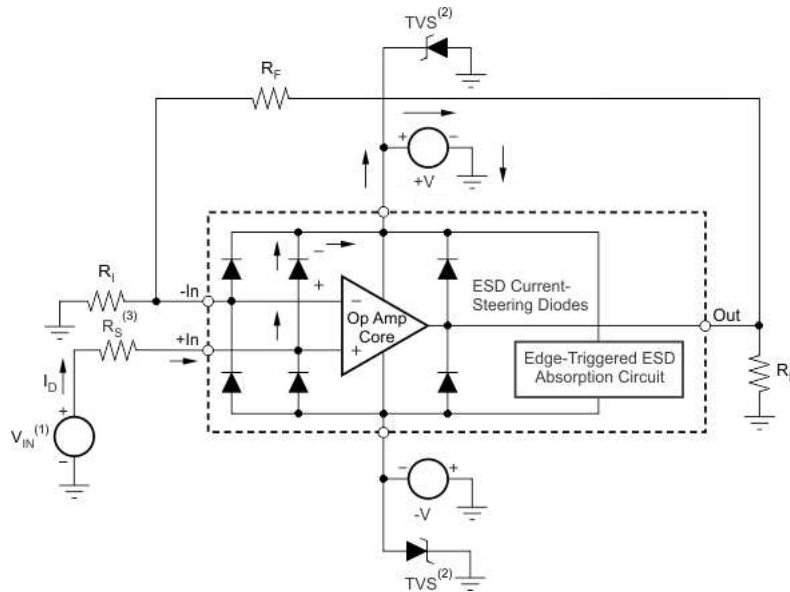 TVS(2)
RF
+ −
+V
RI
−
+
-In
−
ESD Current-
Steering Diodes
Op Amp
Core
Out
(3)
RS
+In
+
Edge-Triggered ESD
Absorption Circuit
ID
+
VIN(1)
−
− +
-V
TVS(2)